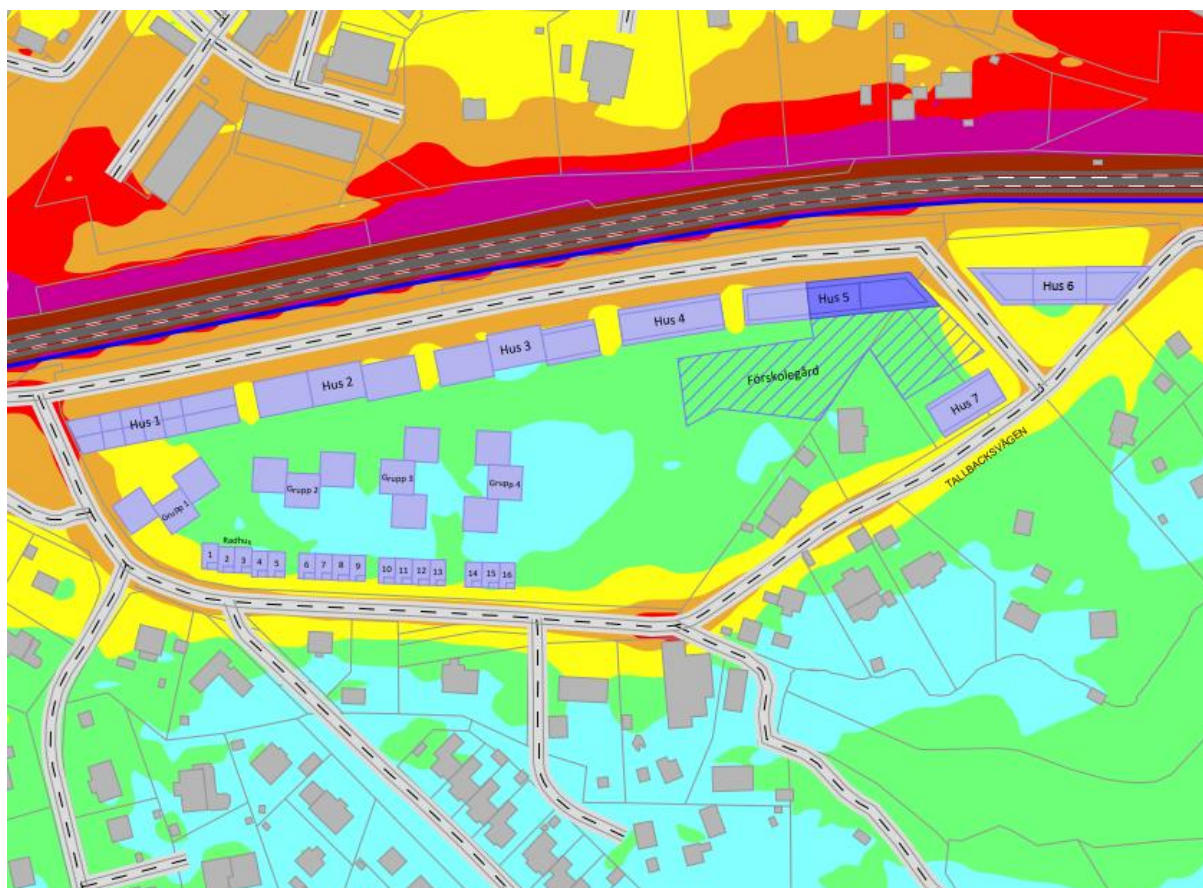 Hus 6
Hus 5
Hus 4
Hus 3
Hus 2
Förskolegård
Hus 7
Hus 1
TALLBACKSVÄGEN
Grupp 1
Grupp 2
Grupp 3
Grupp 4
Radhus
1 2 3 4 5 6 7 8 9 10 11 12 13 14 15 16